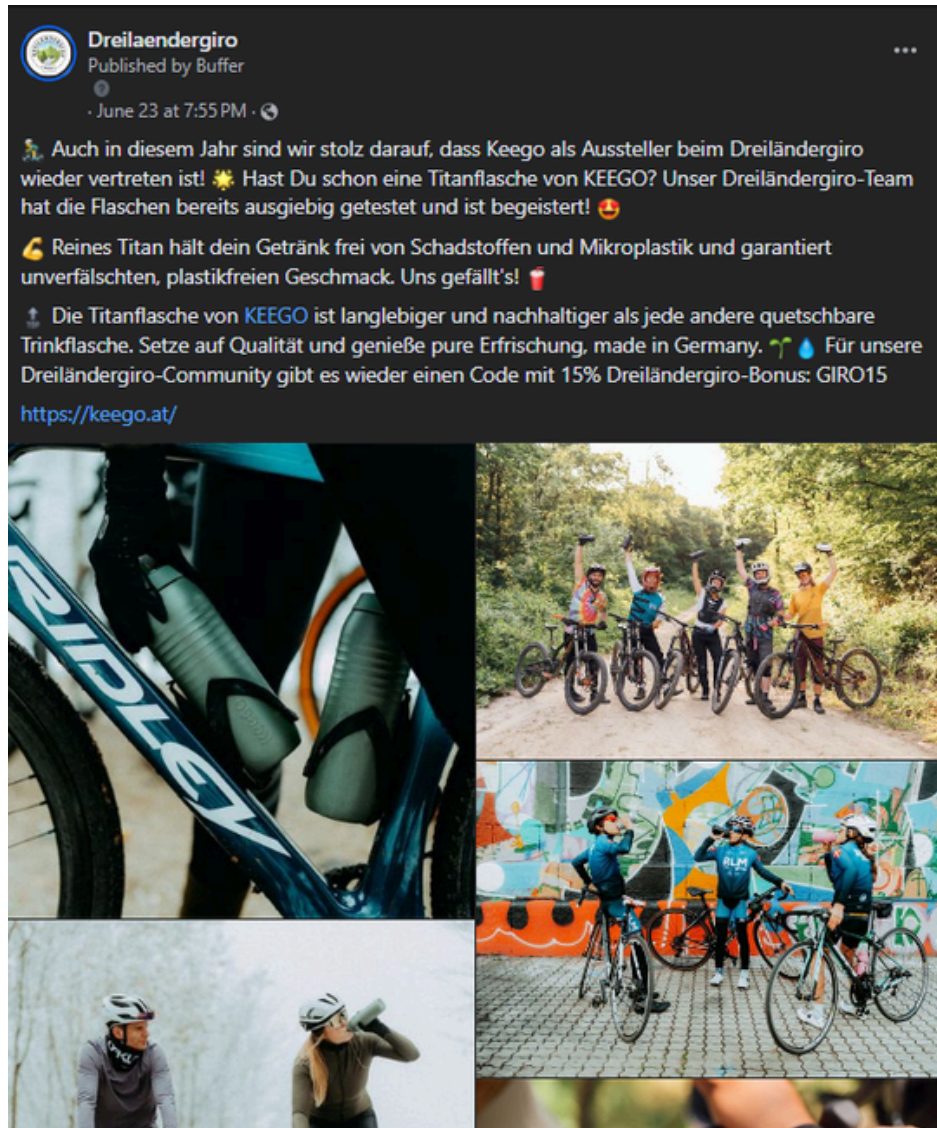 Dreilaendergiro
Published by Buffer
· June 23 at 7:55 PM ·
🚴 Auch in diesem Jahr sind wir stolz darauf, dass Keego als Aussteller beim Dreiländergiro
wieder vertreten ist! 🌟 Hast Du schon eine Titanflasche von KEEGO? Unser Dreiländergiro-Team
hat die Flaschen bereits ausgiebig getestet und ist begeistert! 🤩
💪 Reines Titan hält dein Getränk frei von Schadstoffen und Mikroplastik und garantiert
unverfälschten, plastikfreien Geschmack. Uns gefällt's! 🥤
Die Titanflasche von KEEGO ist langlebiger und nachhaltiger als jede andere quetschbare
Trinkflasche. Setze auf Qualität und genieße pure Erfrischung, made in Germany. 🌱💧 Für unsere
Dreiländergiro-Community gibt es wieder einen Code mit 15% Dreiländergiro-Bonus: GIRO15
https://keego.at/
RIDLEY
keego
RLM